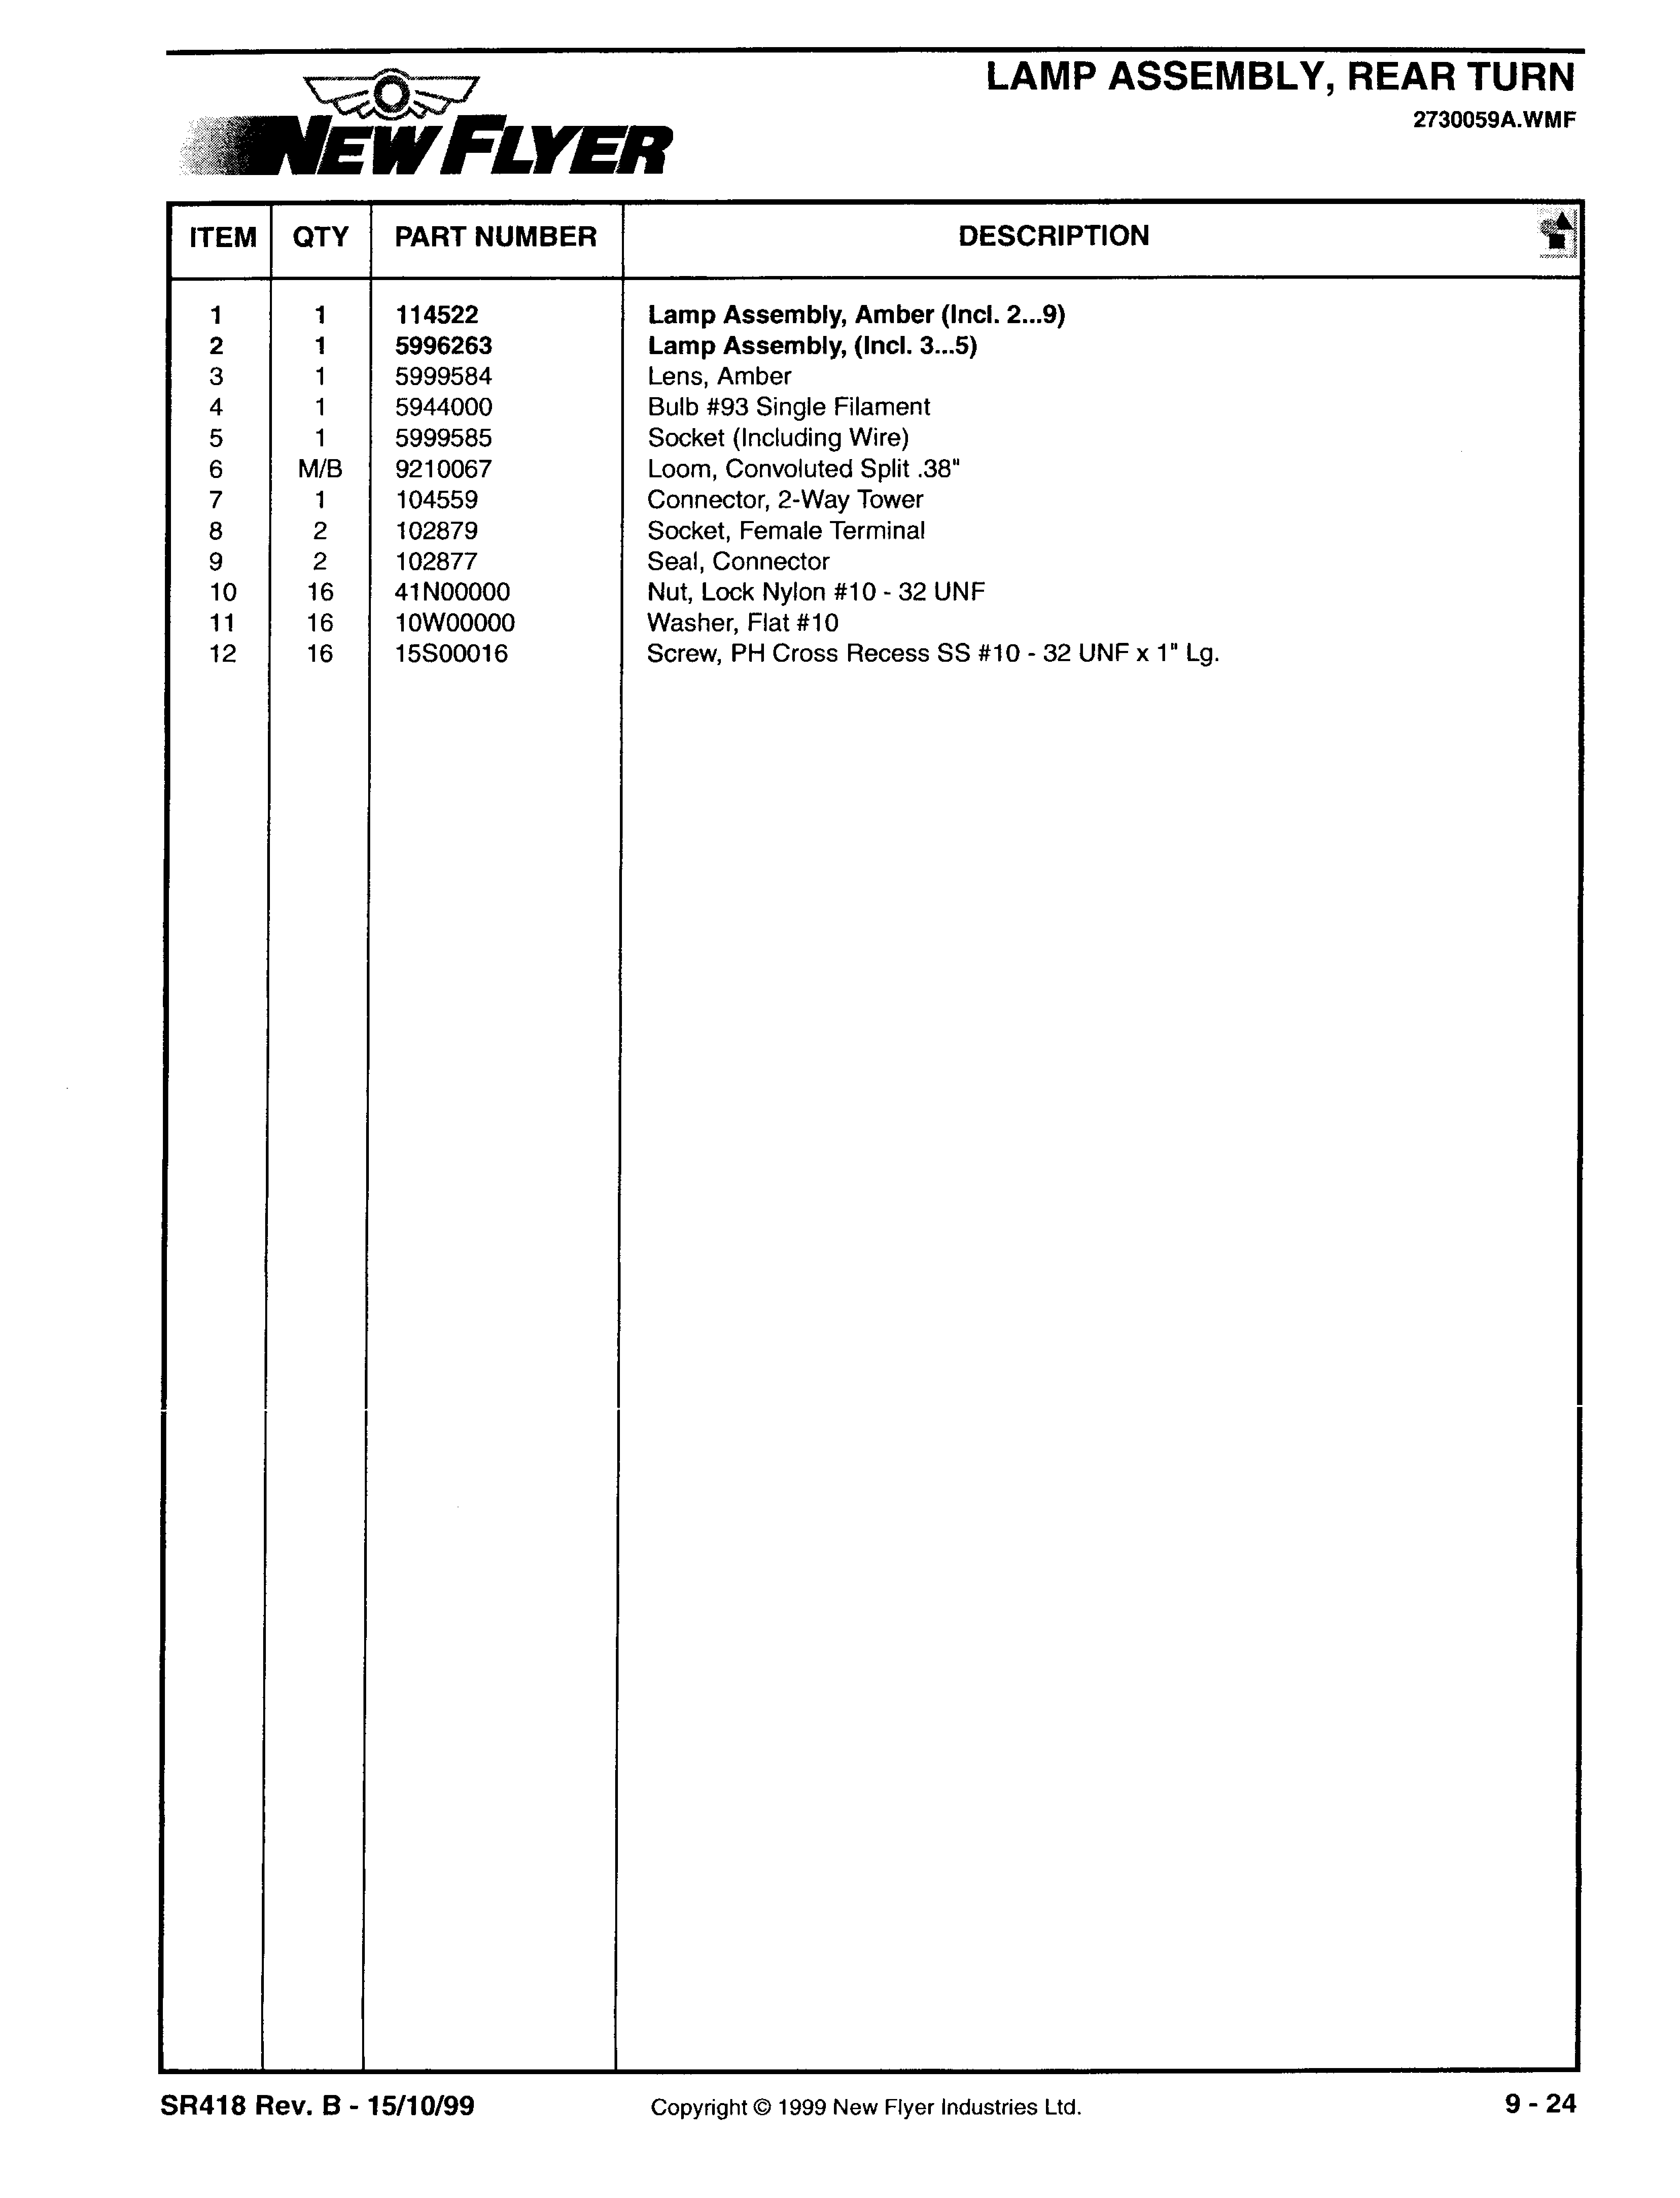 LAMP ASSEMBLY, REAR TURN
2730059A.WMF
NEW FLYER
ITEM QTY PART NUMBER DESCRIPTION
1 1 114522 Lamp Assembly, Amber (Incl. 2...9)
2 1 5996263 Lamp Assembly, (Incl. 3...5)
3 1 5999584 Lens, Amber
4 1 5944000 Bulb #93 Single Filament
5 1 5999585 Socket (Including Wire)
6 M/B 9210067 Loom, Convoluted Split .38"
7 1 104559 Connector, 2-Way Tower
8 2 102879 Socket, Female Terminal
9 2 102877 Seal, Connector
10 16 41N00000 Nut, Lock Nylon #10 - 32 UNF
11 16 10W00000 Washer, Flat #10
12 16 15S00016 Screw, PH Cross Recess SS #10 - 32 UNF x 1" Lg.
SR418 Rev. B - 15/10/99 Copyright © 1999 New Flyer Industries Ltd. 9 - 24